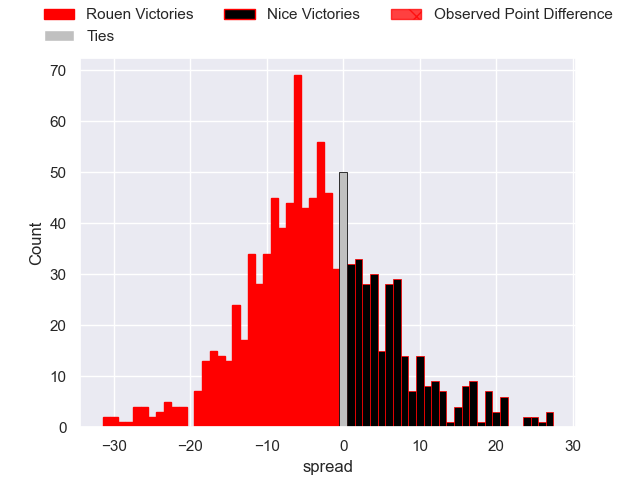 Rouen Victories Nice Victories Observed Point Difference
Ties
70
60
50
40
30
20
10
0
Count
−30 −20 −10 0 10 20 30
spread